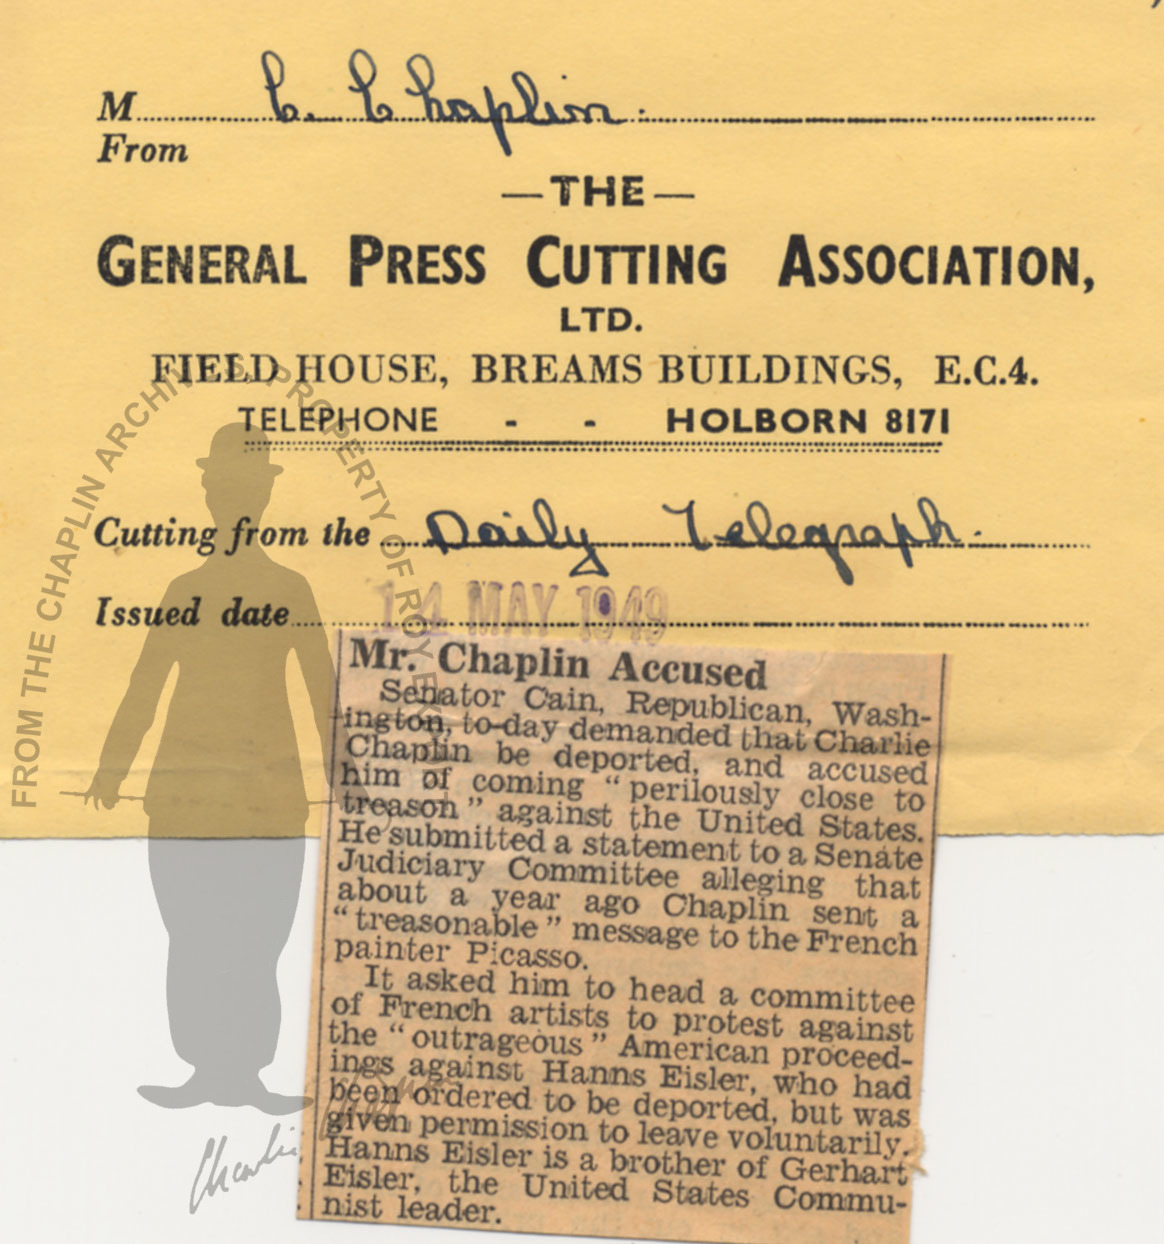 M C. Chaplin.
From
— THE —
GENERAL PRESS CUTTING ASSOCIATION,
LTD.
FIELD HOUSE, BREAMS BUILDINGS, E.C.4.
TELEPHONE - - HOLBORN 8171
Cutting from the Daily Telegraph.
Issued date 14 MAY 1949
Mr. Chaplin Accused
Senator Cain, Republican, Wash-
ington, to-day demanded that Charlie
Chaplin be deported, and accused
him of coming “perilously close to
treason” against the United States.
He submitted a statement to a Senate
Judiciary Committee alleging that
about a year ago Chaplin sent a
“treasonable” message to the French
painter Picasso.
It asked him to head a committee
of French artists to protest against
the “outrageous” American proceed-
ings against Hanns Eisler, who had
been ordered to be deported, but was
given permission to leave voluntarily.
Hanns Eisler is a brother of Gerhart
Eisler, the United States Commu-
nist leader.
FROM THE CHAPLIN ARCHIVES, PROPERTY OF ROY
Charlie